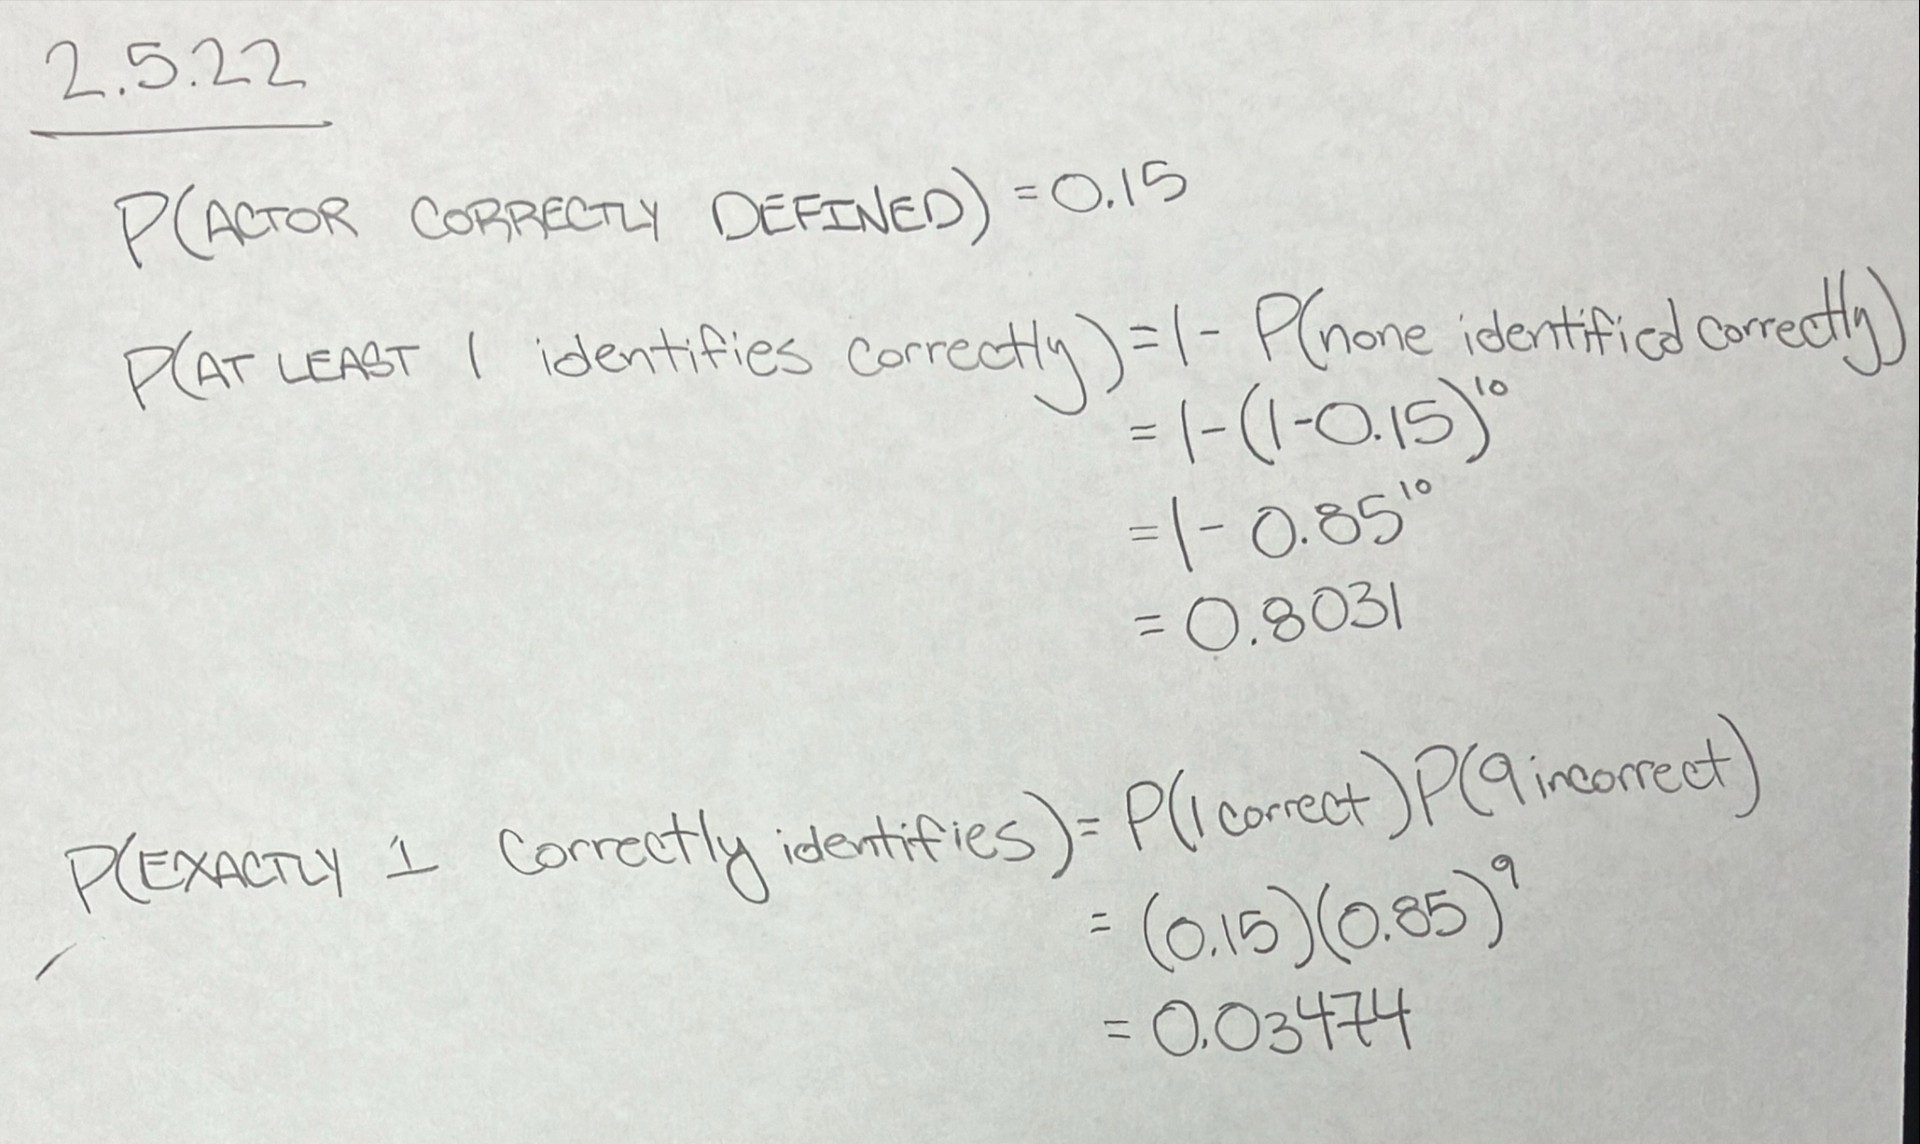 2.5.22
P(ACTOR CORRECTLY DEFINED) = 0.15
P(AT LEAST 1 identifies correctly) = 1 - P(none identified correctly)
= 1 - (1-0.15)^10
= 1 - 0.85^10
= 0.8031
P(EXACTLY 1 correctly identifies) = P(1 correct)P(9 incorrect)
= (0.15)(0.85)^9
= 0.03474